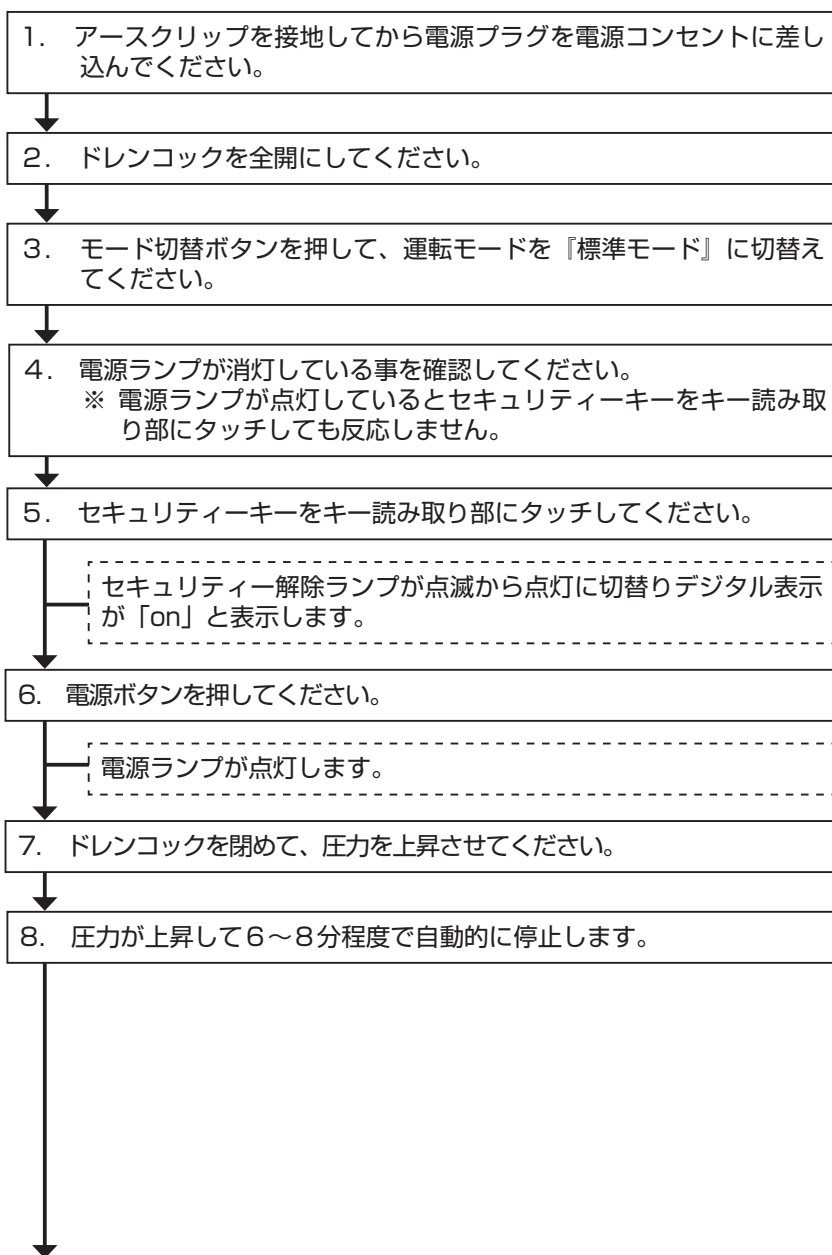 1.　アースクリップを接地してから電源プラグを電源コンセントに差し
込んでください。
2.　ドレンコックを全開にしてください。
3.　モード切替ボタンを押して、運転モードを『標準モード』に切替え
てください。
4.　電源ランプが消灯している事を確認してください。
※ 電源ランプが点灯しているとセキュリティーキーをキー読み取
り部にタッチしても反応しません。
5.　セキュリティーキーをキー読み取り部にタッチしてください。
セキュリティー解除ランプが点滅から点灯に切替りデジタル表示
が「on」と表示します。
6.　電源ボタンを押してください。
電源ランプが点灯します。
7.　ドレンコックを閉めて、圧力を上昇させてください。
8.　圧力が上昇して6～8分程度で自動的に停止します。